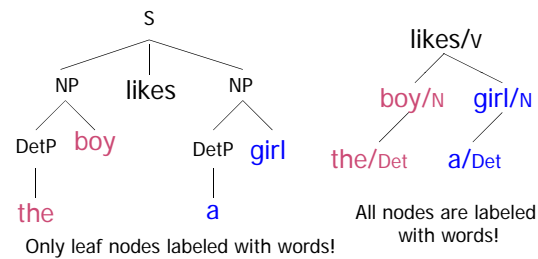 S
NP likes NP
DetP boy DetP girl
the a
Only leaf nodes labeled with words!
likes/V
boy/N girl/N
the/Det a/Det
All nodes are labeled
with words!